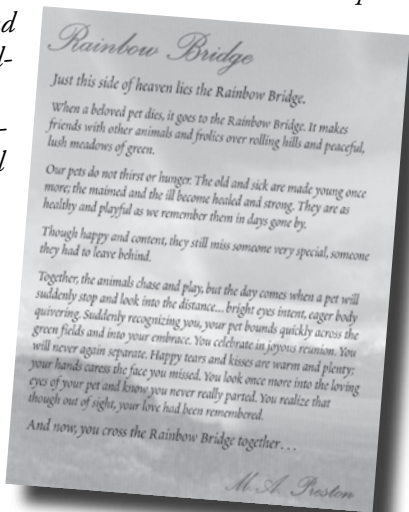 Rainbow Bridge
Just this side of heaven lies the Rainbow Bridge.
When a beloved pet dies, it goes to the Rainbow Bridge. It makes
friends with other animals and frolics over rolling hills and peaceful,
lush meadows of green.
Our pets do not thirst or hunger. The old and sick are made young once
more; the maimed and the ill become healed and strong. They are as
healthy and playful as we remember them in days gone by.
Though happy and content, they still miss someone very special, someone
they had to leave behind.
Together, the animals chase and play, but the day comes when a pet will
suddenly stop and look into the distance... bright eyes intent, eager body
quivering. Suddenly recognizing you, your pet bounds quickly across the
green fields and into your embrace. You celebrate in joyous reunion. You
will never again separate. Happy tears and kisses are warm and plenty;
your hands caress the face you missed. You look once more into the loving
eyes of your pet and know you never really parted. You realize that
though out of sight, your love had been remembered.
And now, you cross the Rainbow Bridge together...
M. A. Preston